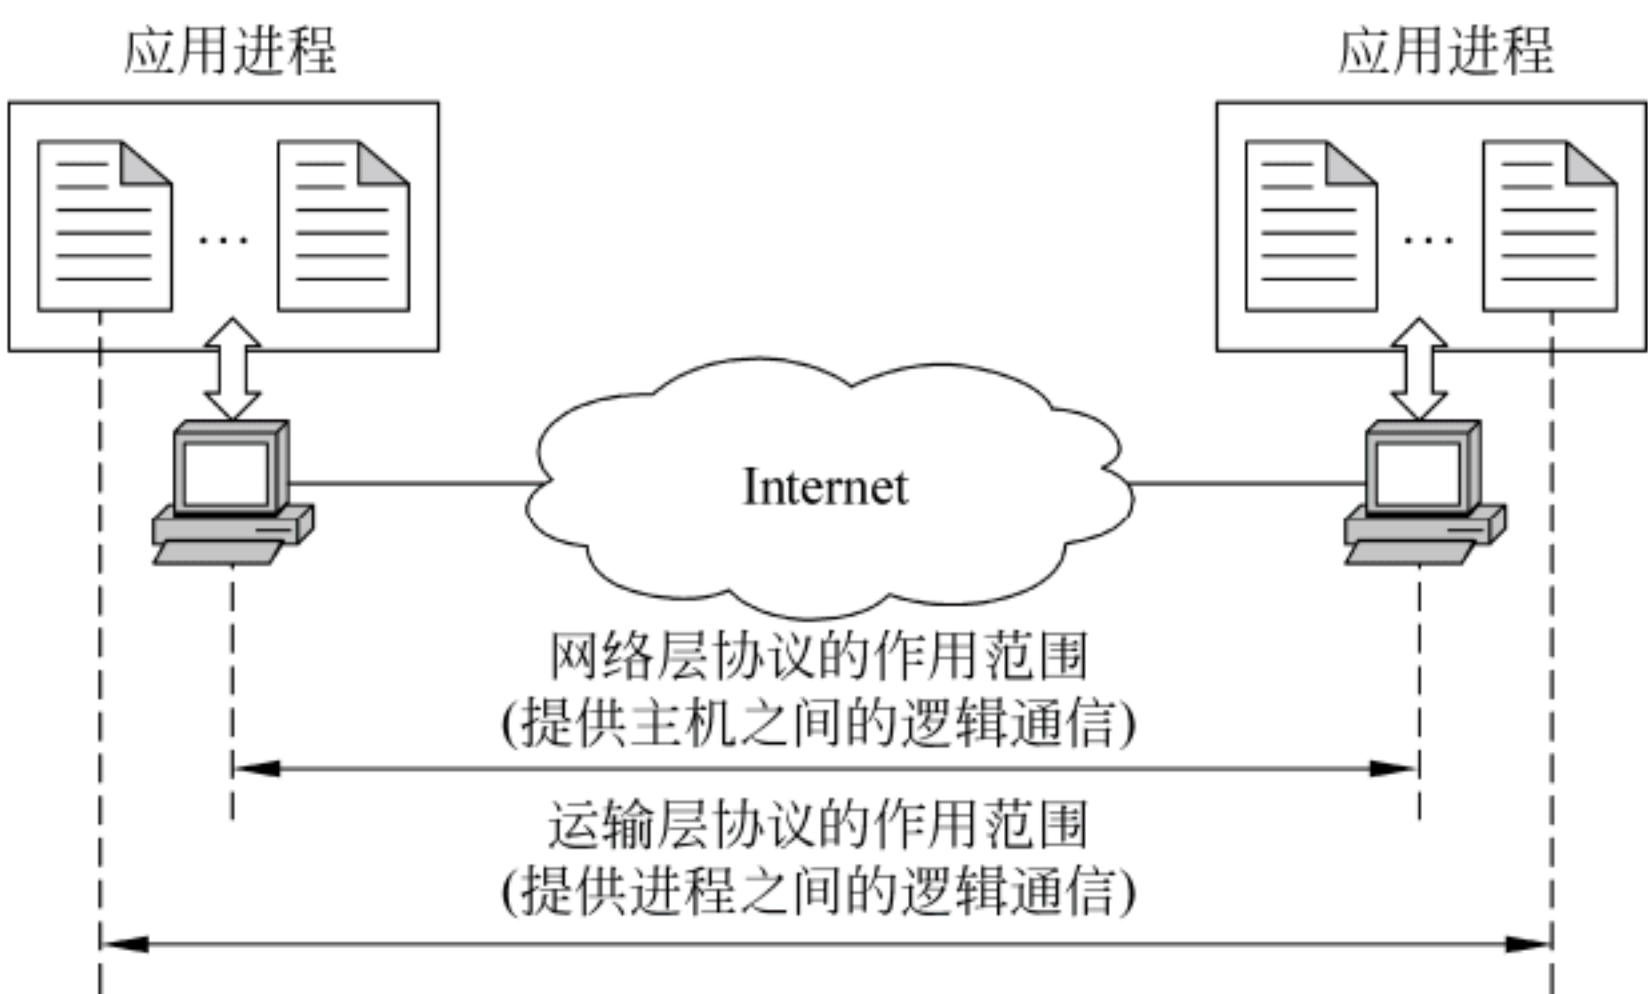 应用进程
应用进程
…
…
Internet
网络层协议的作用范围
(提供主机之间的逻辑通信)
运输层协议的作用范围
(提供进程之间的逻辑通信)